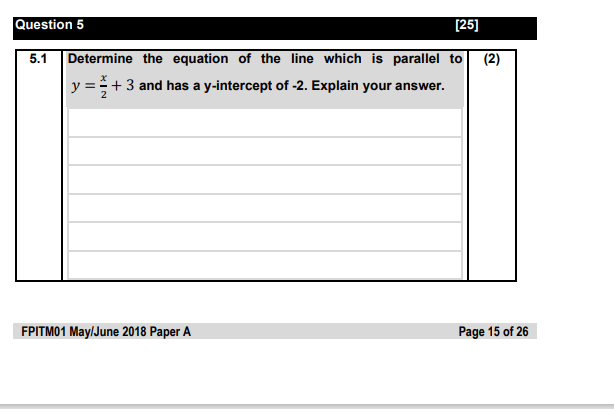 Question 5 [25]
5.1 Determine the equation of the line which is parallel to (2)
y = x/2 + 3 and has a y-intercept of -2. Explain your answer.
FPITM01 May/June 2018 Paper A Page 15 of 26